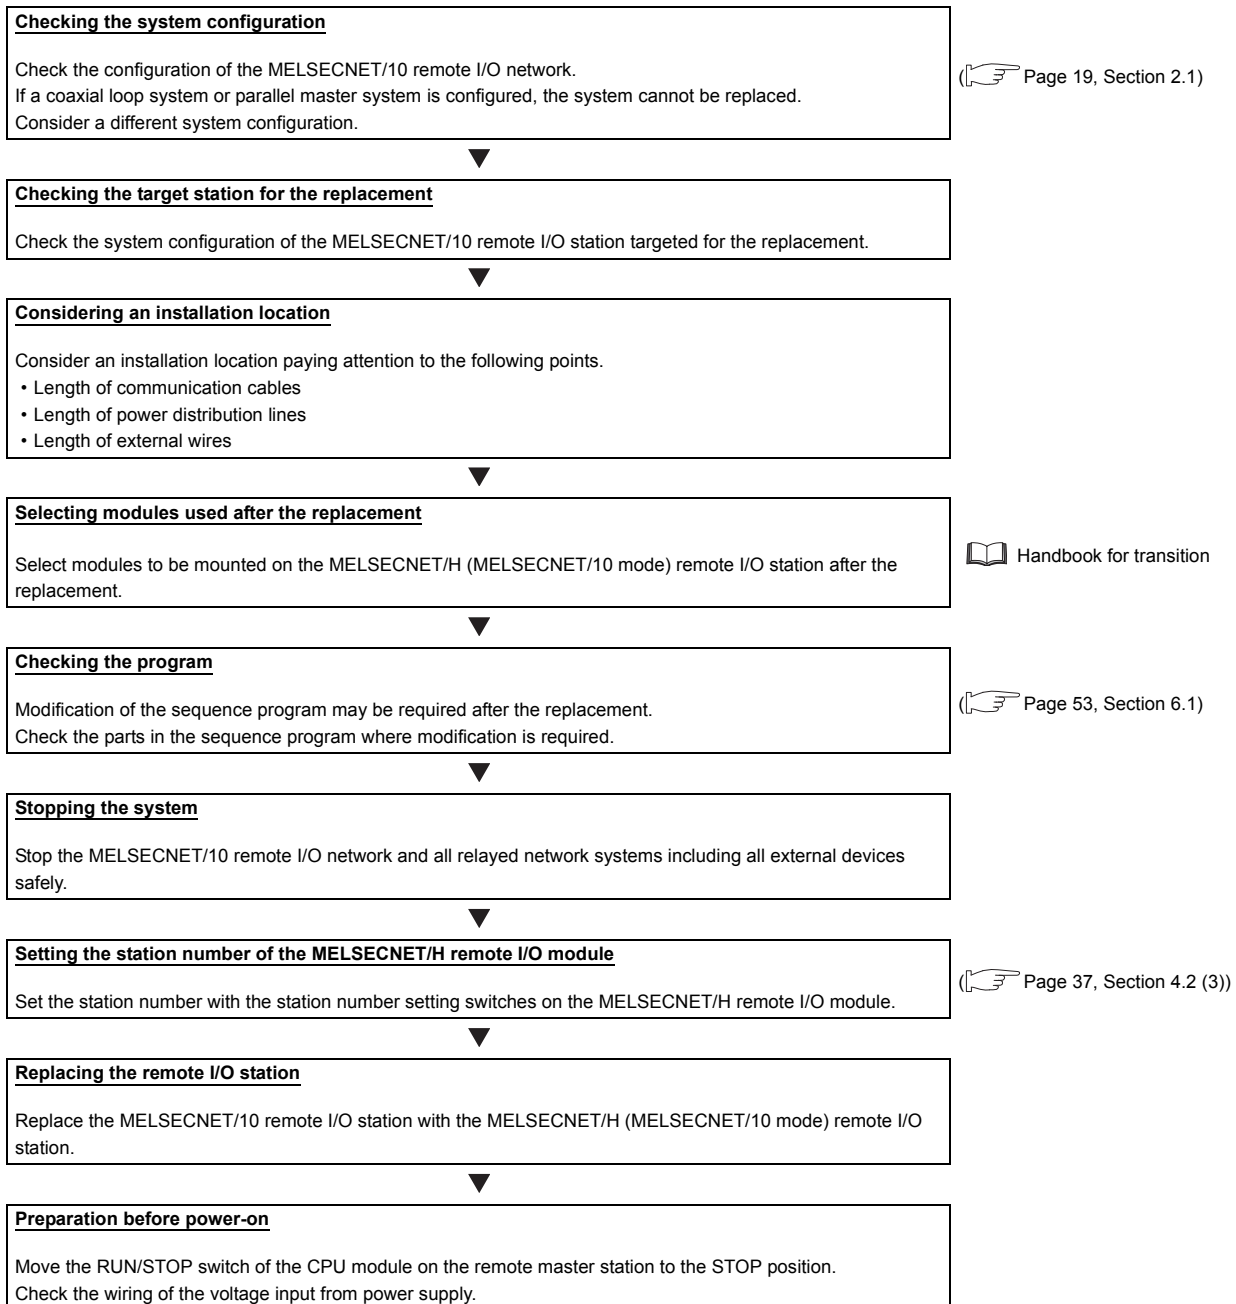 Checking the system configuration
Check the configuration of the MELSECNET/10 remote I/O network.
(Page 19, Section 2.1)
If a coaxial loop system or parallel master system is configured, the system cannot be replaced.
Consider a different system configuration.
Checking the target station for the replacement
Check the system configuration of the MELSECNET/10 remote I/O station targeted for the replacement.
Considering an installation location
Consider an installation location paying attention to the following points.
• Length of communication cables
• Length of power distribution lines
• Length of external wires
Selecting modules used after the replacement
Select modules to be mounted on the MELSECNET/H (MELSECNET/10 mode) remote I/O station after the
replacement.
Handbook for transition
Checking the program
Modification of the sequence program may be required after the replacement.
Check the parts in the sequence program where modification is required.
(Page 53, Section 6.1)
Stopping the system
Stop the MELSECNET/10 remote I/O network and all relayed network systems including all external devices
safely.
Setting the station number of the MELSECNET/H remote I/O module
Set the station number with the station number setting switches on the MELSECNET/H remote I/O module.
(Page 37, Section 4.2 (3))
Replacing the remote I/O station
Replace the MELSECNET/10 remote I/O station with the MELSECNET/H (MELSECNET/10 mode) remote I/O
station.
Preparation before power-on
Move the RUN/STOP switch of the CPU module on the remote master station to the STOP position.
Check the wiring of the voltage input from power supply.